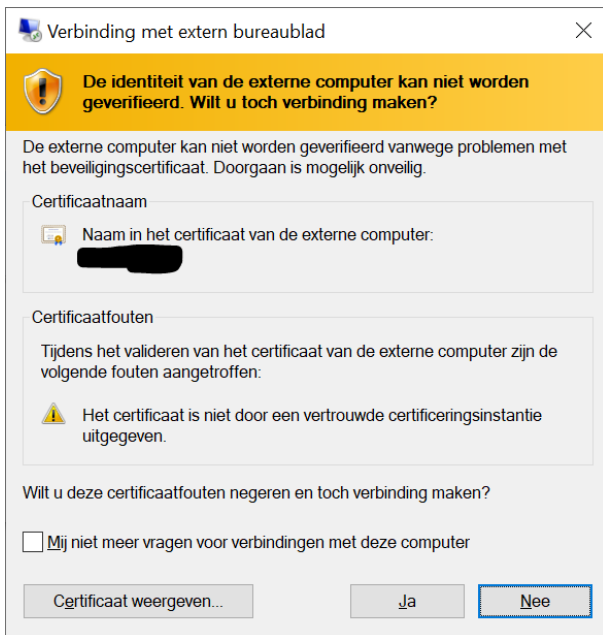 Verbinding met extern bureaublad
De identiteit van de externe computer kan niet worden
geverifieerd. Wilt u toch verbinding maken?
De externe computer kan niet worden geverifieerd vanwege problemen met
het beveiligingscertificaat. Doorgaan is mogelijk onveilig.
Certificaatnaam
Naam in het certificaat van de externe computer:
Certificaatfouten
Tijdens het valideren van het certificaat van de externe computer zijn de
volgende fouten aangetroffen:
Het certificaat is niet door een vertrouwde certificeringsinstantie
uitgegeven.
Wilt u deze certificaatfouten negeren en toch verbinding maken?
Mij niet meer vragen voor verbindingen met deze computer
Certificaat weergeven... Ja Nee